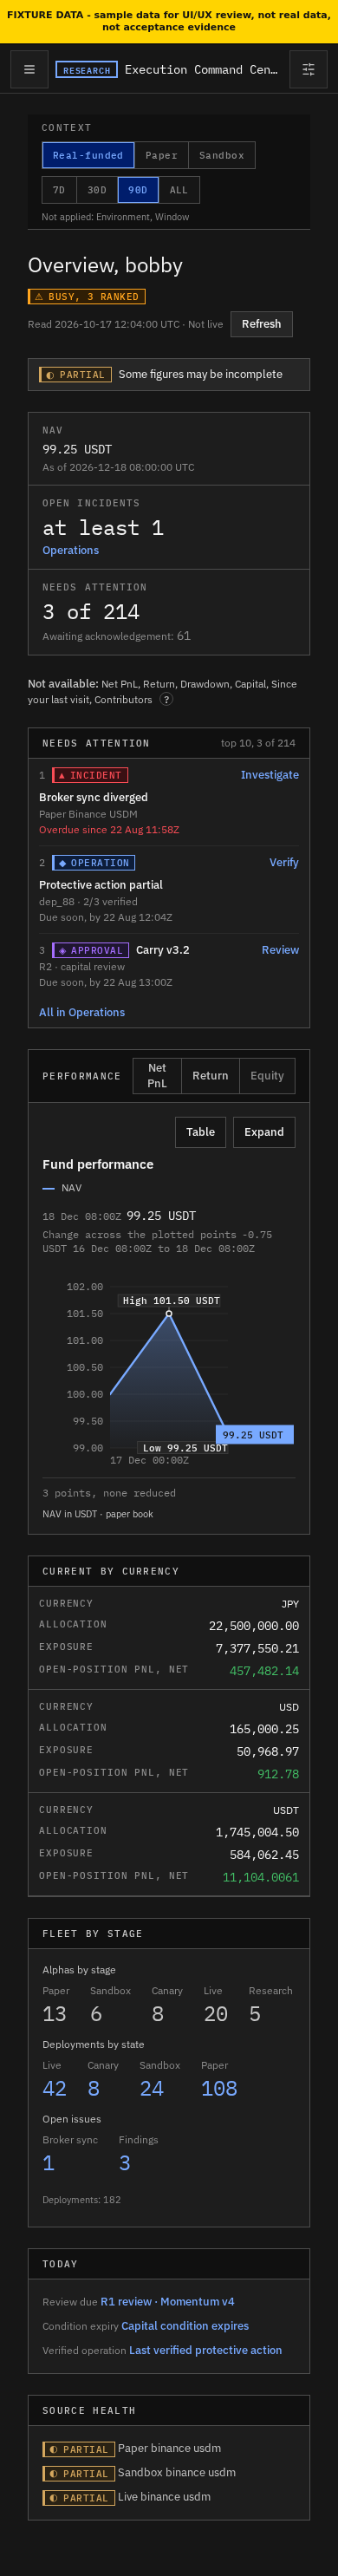 FIXTURE DATA - sample data for UI/UX review, not real data,
not acceptance evidence
RESEARCH Execution Command Cen…
CONTEXT
Real-funded Paper Sandbox
7D 30D 90D ALL
Not applied: Environment, Window
Overview, bobby
⚠ BUSY, 3 RANKED
Read 2026-10-17 12:04:00 UTC · Not live Refresh
◐ PARTIAL Some figures may be incomplete
NAV
99.25 USDT
As of 2026-12-18 08:00:00 UTC
OPEN INCIDENTS
at least 1
Operations
NEEDS ATTENTION
3 of 214
Awaiting acknowledgement: 61
Not available: Net PnL, Return, Drawdown, Capital, Since
your last visit, Contributors ?
NEEDS ATTENTION top 10, 3 of 214
1 ▲ INCIDENT Investigate
Broker sync diverged
Paper Binance USDM
Overdue since 22 Aug 11:58Z
2 ◆ OPERATION Verify
Protective action partial
dep_88 · 2/3 verified
Due soon, by 22 Aug 12:04Z
3 ◈ APPROVAL Carry v3.2 Review
R2 · capital review
Due soon, by 22 Aug 13:00Z
All in Operations
PERFORMANCE Net PnL Return Equity
Table Expand
Fund performance
NAV
18 Dec 08:00Z 99.25 USDT
Change across the plotted points -0.75
USDT 16 Dec 08:00Z to 18 Dec 08:00Z
102.00
High 101.50 USDT
101.50
101.00
100.50
100.00
99.50
99.25 USDT
99.00
Low 99.25 USDT
17 Dec 00:00Z
3 points, none reduced
NAV in USDT · paper book
CURRENT BY CURRENCY
CURRENCY JPY
ALLOCATION 22,500,000.00
EXPOSURE 7,377,550.21
OPEN-POSITION PNL, NET 457,482.14
CURRENCY USD
ALLOCATION 165,000.25
EXPOSURE 50,968.97
OPEN-POSITION PNL, NET 912.78
CURRENCY USDT
ALLOCATION 1,745,004.50
EXPOSURE 584,062.45
OPEN-POSITION PNL, NET 11,104.0061
FLEET BY STAGE
Alphas by stage
Paper Sandbox Canary Live Research
13 6 8 20 5
Deployments by state
Live Canary Sandbox Paper
42 8 24 108
Open issues
Broker sync Findings
1 3
Deployments: 182
TODAY
Review due R1 review · Momentum v4
Condition expiry Capital condition expires
Verified operation Last verified protective action
SOURCE HEALTH
◐ PARTIAL Paper binance usdm
◐ PARTIAL Sandbox binance usdm
◐ PARTIAL Live binance usdm